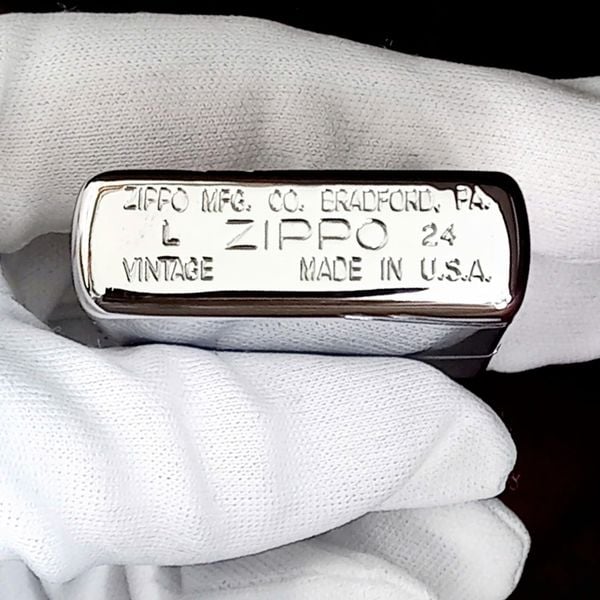 ZIPPO MFG. CO. BRADFORD, PA.
L ZIPPO 24
VINTAGE MADE IN U.S.A.